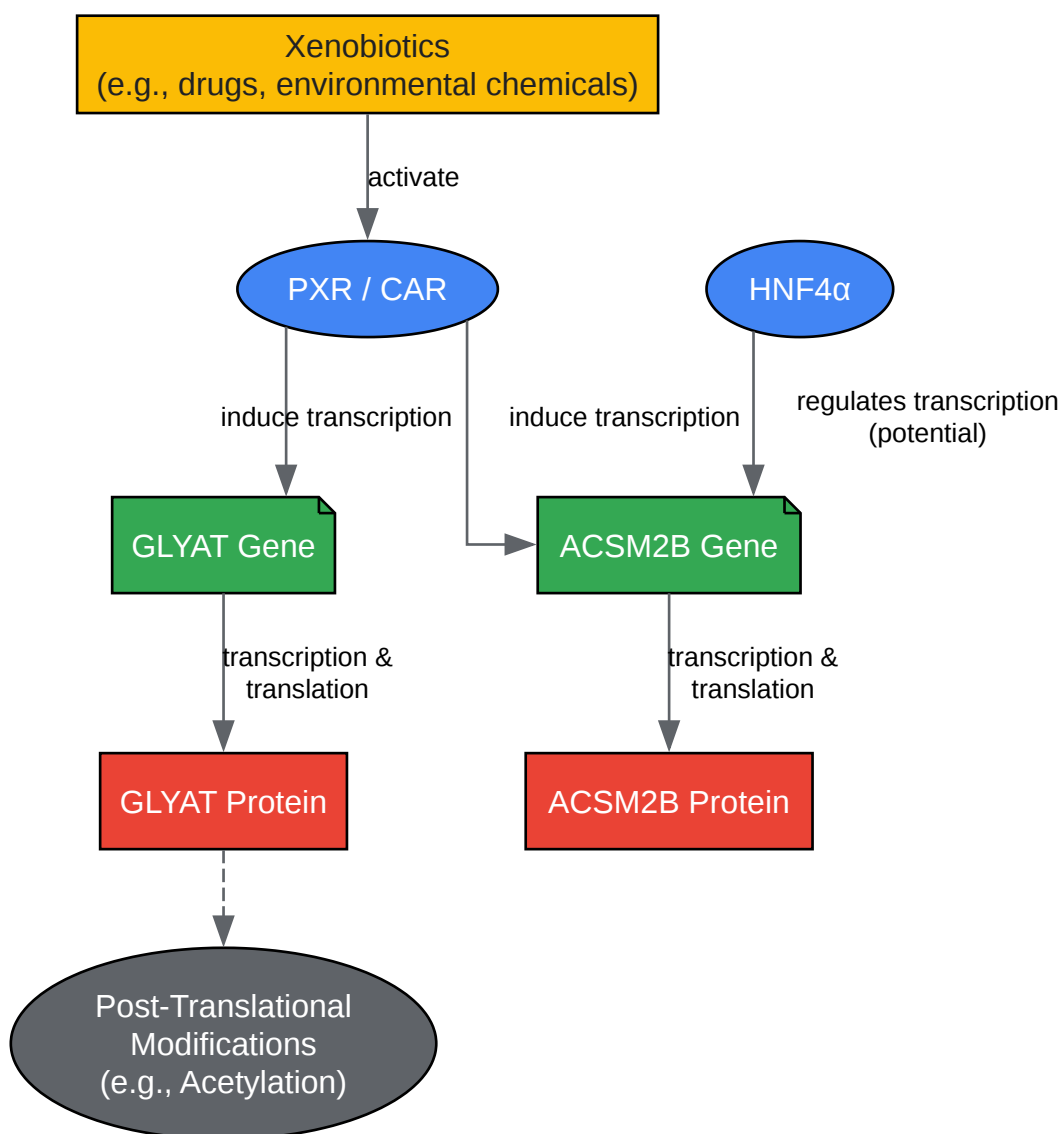 Xenobiotics
(e.g., drugs, environmental chemicals)
activate
PXR / CAR
HNF4α
induce transcription
induce transcription
regulates transcription
(potential)
GLYAT Gene
ACSM2B Gene
transcription &
translation
transcription &
translation
GLYAT Protein
ACSM2B Protein
Post-Translational
Modifications
(e.g., Acetylation)